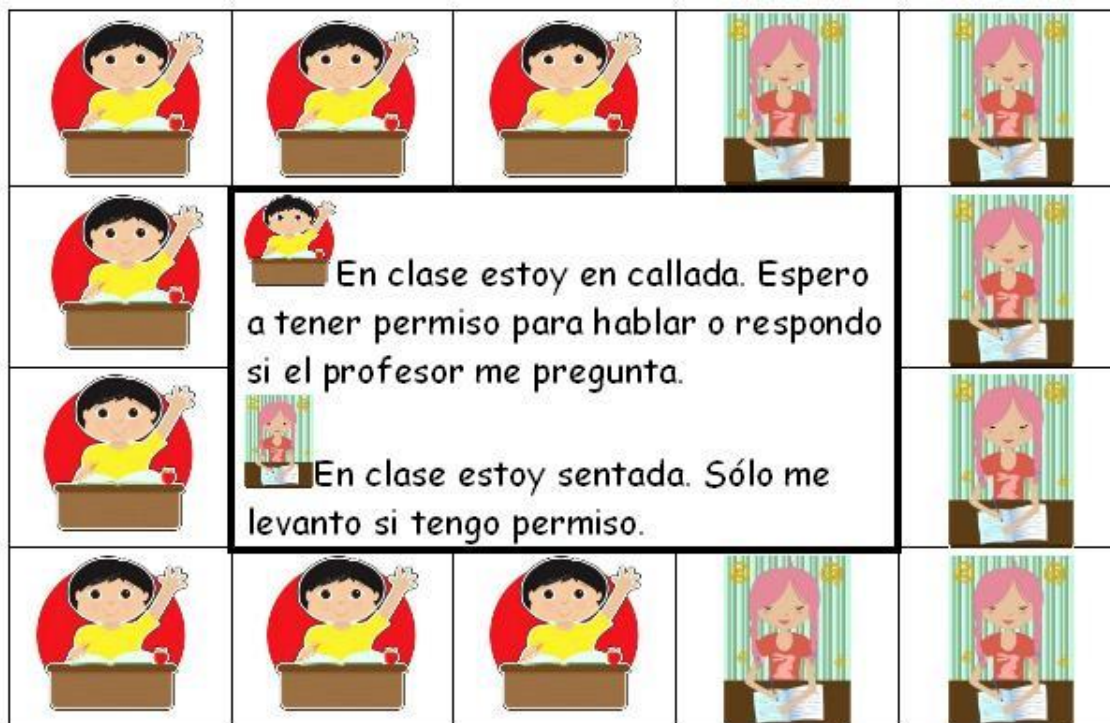 En clase estoy en callada. Espero
a tener permiso para hablar o respondo
si el profesor me pregunta.
En clase estoy sentada. Sólo me
levanto si tengo permiso.